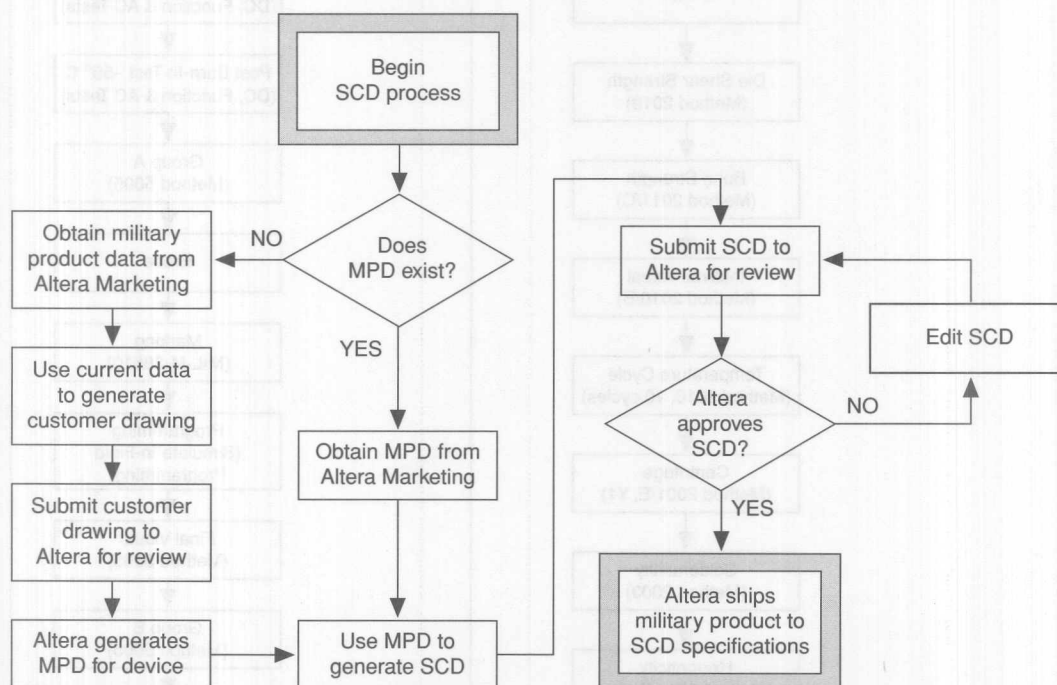 Begin
SCD process
Does
MPD exist?
NO
YES
Obtain military
product data from
Altera Marketing
Use current data
to generate
customer drawing
Submit customer
drawing to
Altera for review
Altera generates
MPD for device
Obtain MPD from
Altera Marketing
Use MPD to
generate SCD
Submit SCD to
Altera for review
Altera
approves
SCD?
NO
Edit SCD
YES
Altera ships
military product to
SCD specifications